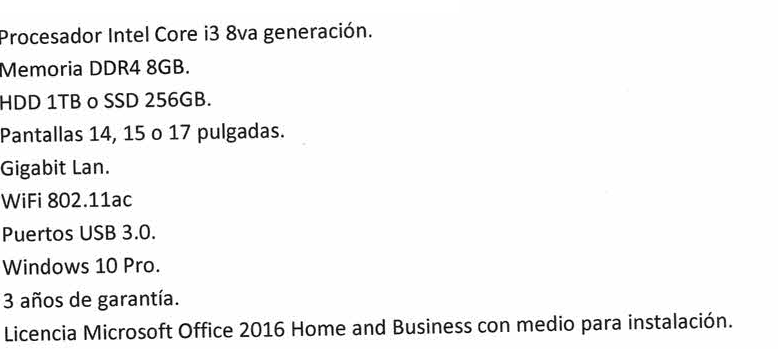 Procesador Intel Core i3 8va generación.
Memoria DDR4 8GB.
HDD 1TB o SSD 256GB.
Pantallas 14, 15 o 17 pulgadas.
Gigabit Lan.
WiFi 802.11ac
Puertos USB 3.0.
Windows 10 Pro.
3 años de garantía.
Licencia Microsoft Office 2016 Home and Business con medio para instalación.